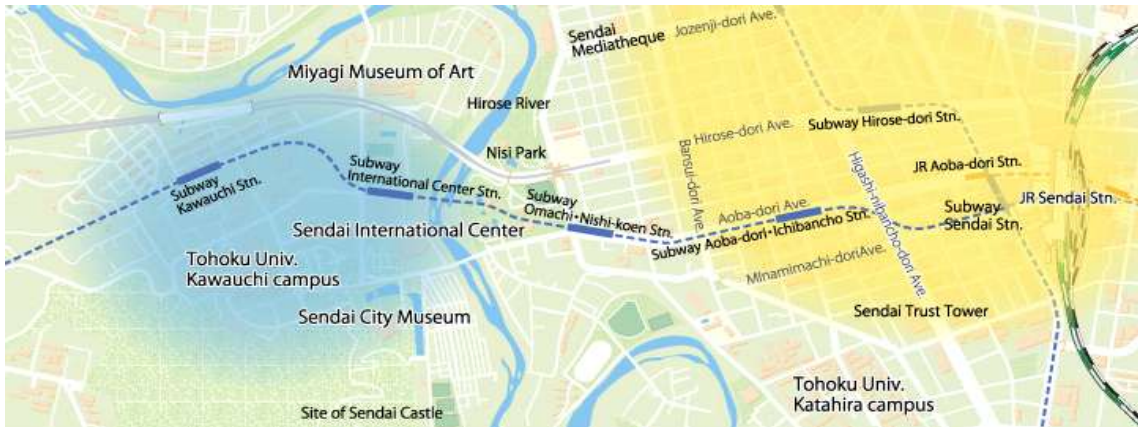 Sendai
Mediatheque
Jozenji-dori Ave.
Miyagi Museum of Art
Hirose River
Subway Hirose-dori Stn.
Hirose-dori Ave.
Nisi Park
Bansui-dori Ave.
Higashi-nibancho-dori Ave.
JR Aoba-dori Stn.
Subway
Kawauchi Stn.
Subway
International Center Stn.
Subway
Omachi・Nishi-koen Stn.
Aoba-dori Ave.
Subway Aoba-dori・Ichibancho Stn.
Subway
Sendai Stn.
JR Sendai Stn.
Sendai International Center
Tohoku Univ.
Kawauchi campus
MInamimachi-doriAve.
Sendai City Museum
Sendai Trust Tower
Tohoku Univ.
Katahira campus
Site of Sendai Castle